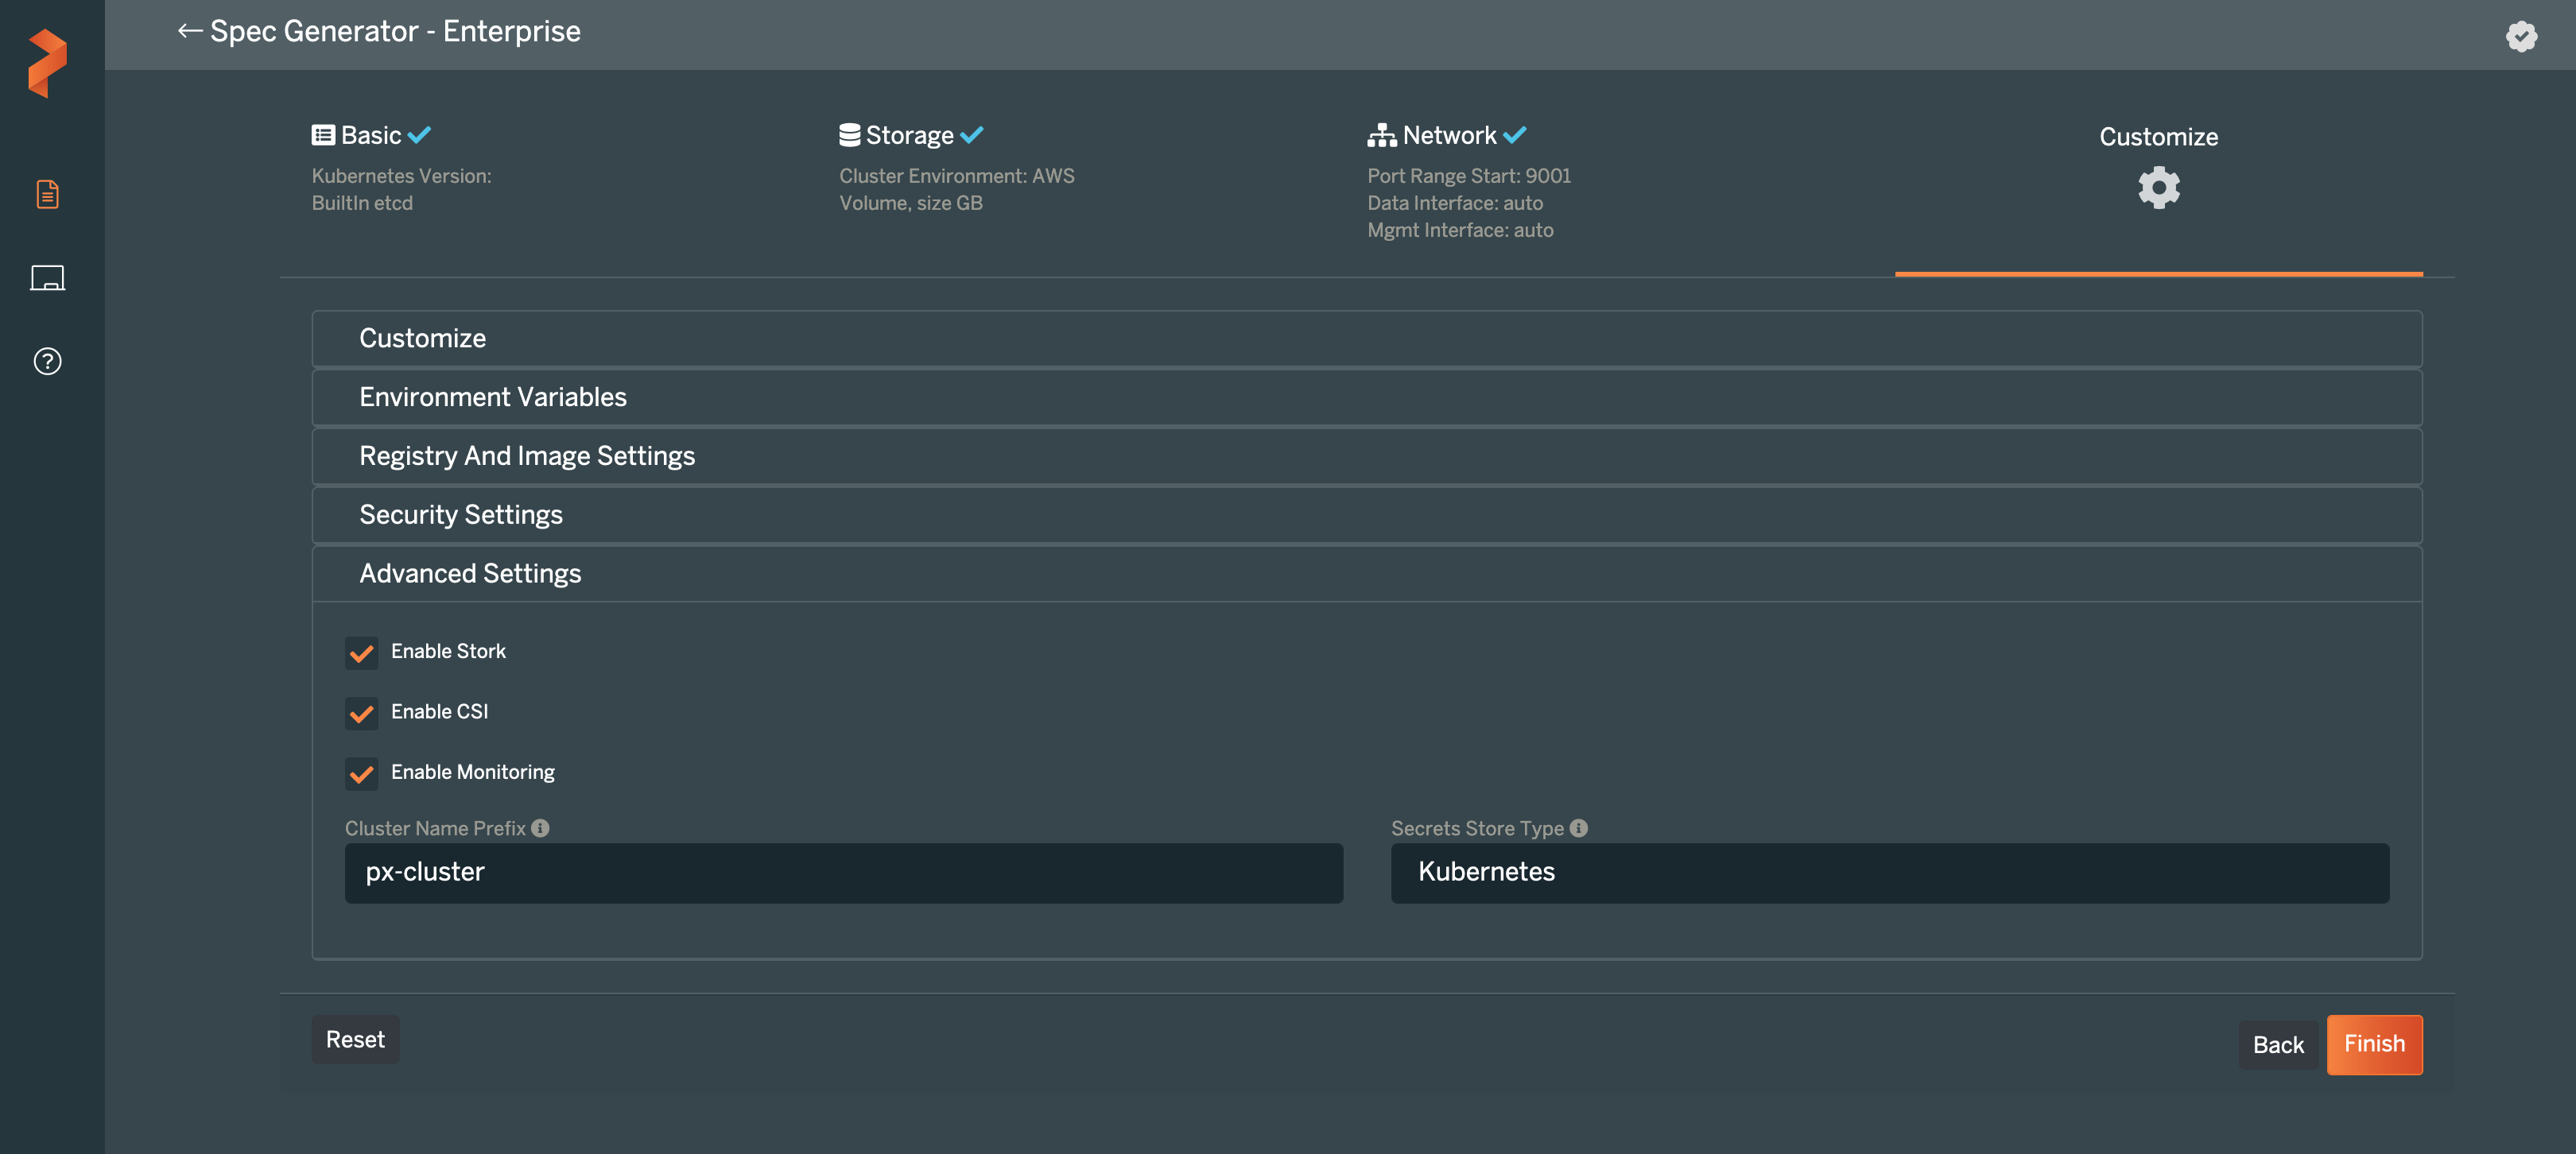 Spec Generator - Enterprise
Basic
Kubernetes Version:
BuiltIn etcd
Storage
Cluster Environment: AWS
Volume, size GB
Network
Port Range Start: 9001
Data Interface: auto
Mgmt Interface: auto
Customize
Customize
Environment Variables
Registry And Image Settings
Security Settings
Advanced Settings
Enable Stork
Enable CSI
Enable Monitoring
Cluster Name Prefix
px-cluster
Secrets Store Type
Kubernetes
Reset
Back
Finish